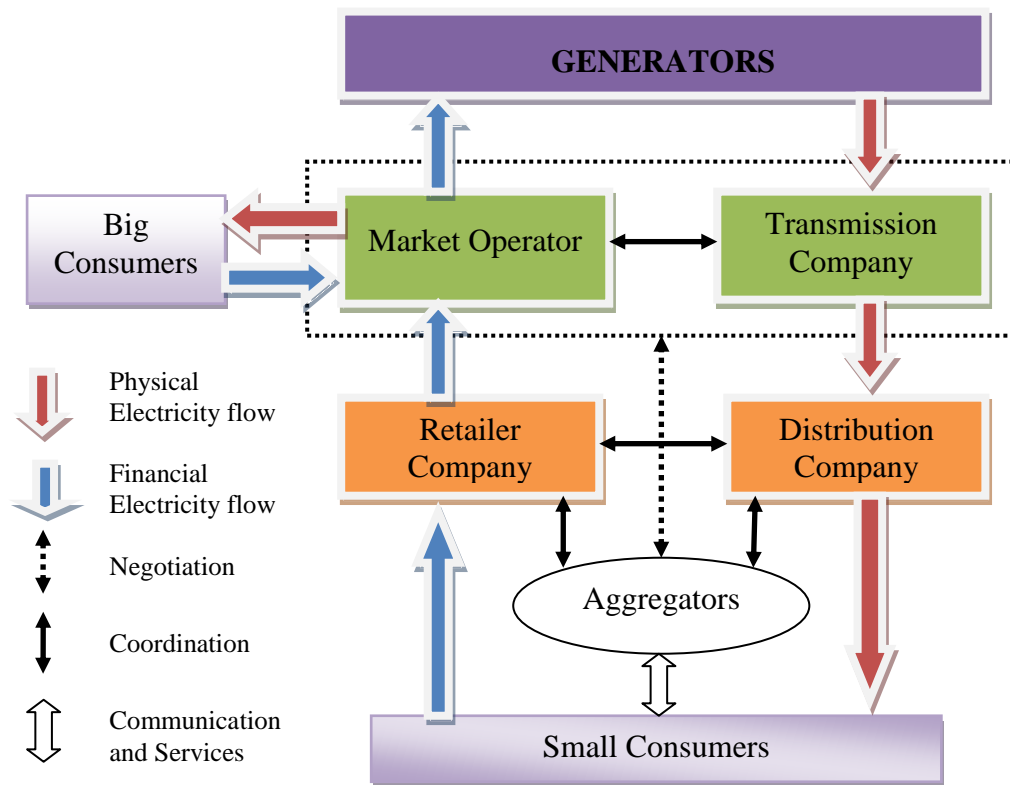 GENERATORS
Big
Consumers
Market Operator
Transmission
Company
Physical
Electricity flow
Retailer
Company
Distribution
Company
Financial
Electricity flow
Negotiation
Aggregators
Coordination
Communication
and Services
Small Consumers